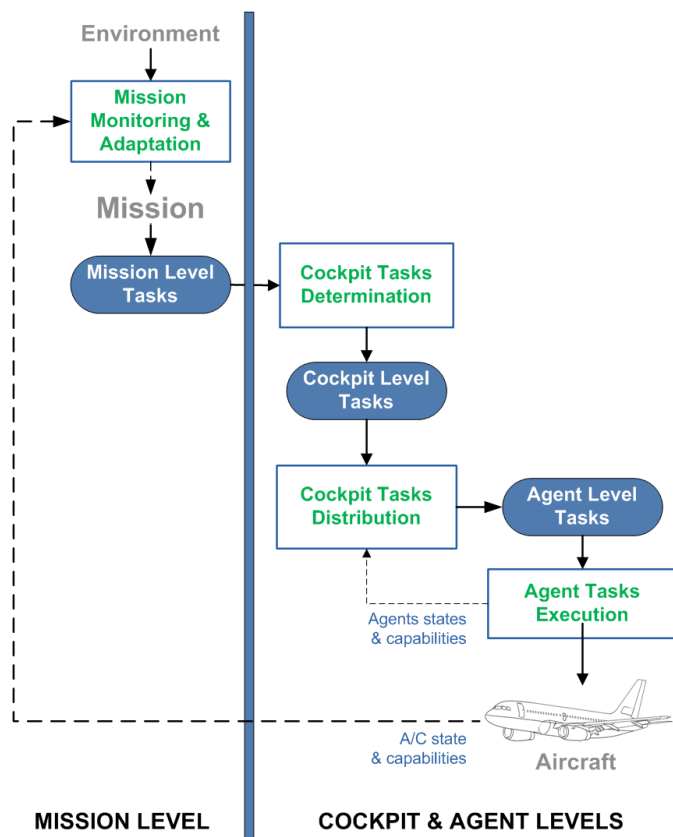 Environment
Mission
Monitoring &
Adaptation
Mission
Mission Level
Tasks
Cockpit Tasks
Determination
Cockpit Level
Tasks
Cockpit Tasks
Distribution
Agent Level
Tasks
Agent Tasks
Execution
Agents states
& capabilities
A/C state
& capabilities
Aircraft
MISSION LEVEL
COCKPIT & AGENT LEVELS